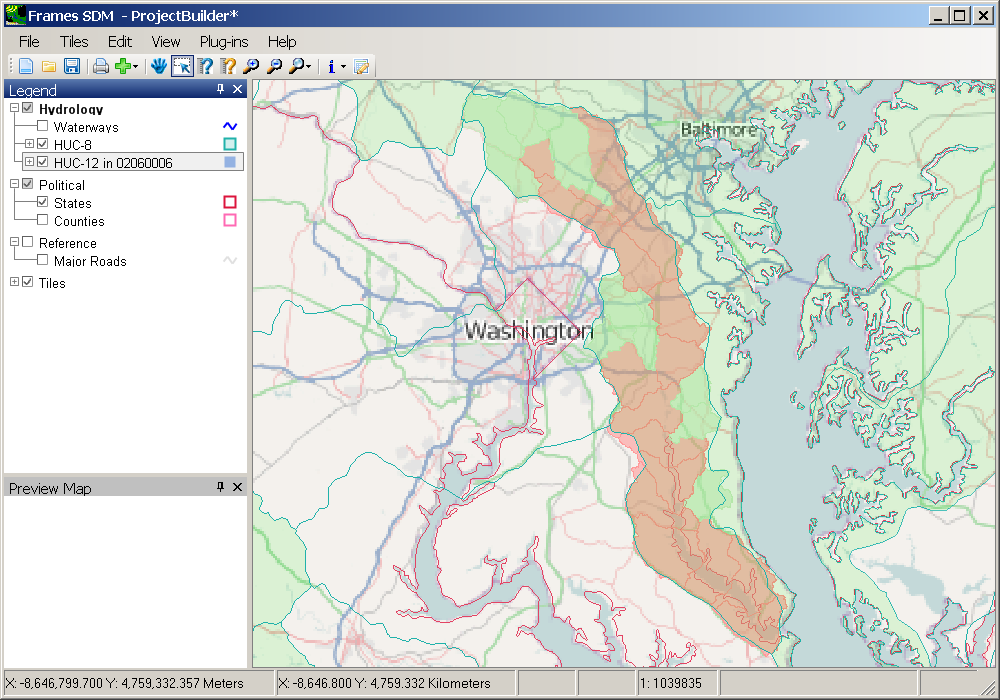 Frames SDM - ProjectBuilder*
File Tiles Edit View Plug-ins Help
Legend
Hydrology
Waterways
HUC-8
HUC-12 in 02060006
Political
States
Counties
Reference
Major Roads
Tiles
Preview Map
Baltimore
Washington
X: -8,646,799.700 Y: 4,759,332.357 Meters X: -8,646.800 Y: 4,759.332 Kilometers 1: 1039835